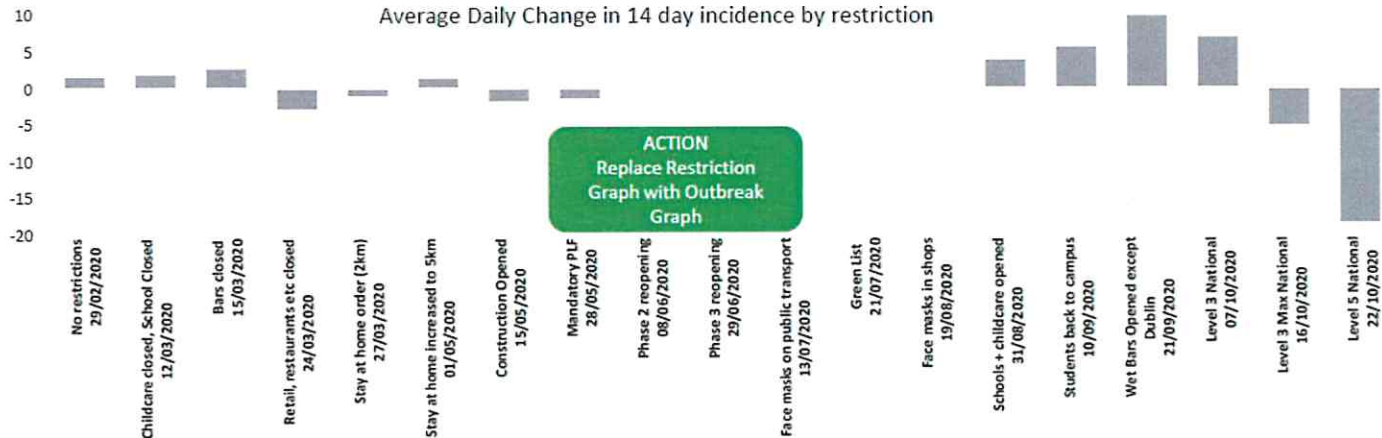 Average Daily Change in 14 day incidence by restriction
10
5
0
-5
-10
-15
-20
ACTION
Replace Restriction
Graph with Outbreak
Graph
No restrictions
29/02/2020
Childcare closed, School Closed
12/03/2020
Bars closed
15/03/2020
Retail, restaurants etc closed
24/03/2020
Stay at home order (2km)
27/03/2020
Stay at home increased to 5km
01/05/2020
Construction Opened
15/05/2020
Mandatory PLF
28/05/2020
Phase 2 reopening
08/06/2020
Phase 3 reopening
29/06/2020
Face masks on public transport
13/07/2020
Green List
21/07/2020
Face masks in shops
19/08/2020
Schools + childcare opened
31/08/2020
Students back to campus
10/09/2020
Wet Bars Opened except
Dublin
21/09/2020
Level 3 National
07/10/2020
Level 3 Max National
16/10/2020
Level 5 National
22/10/2020